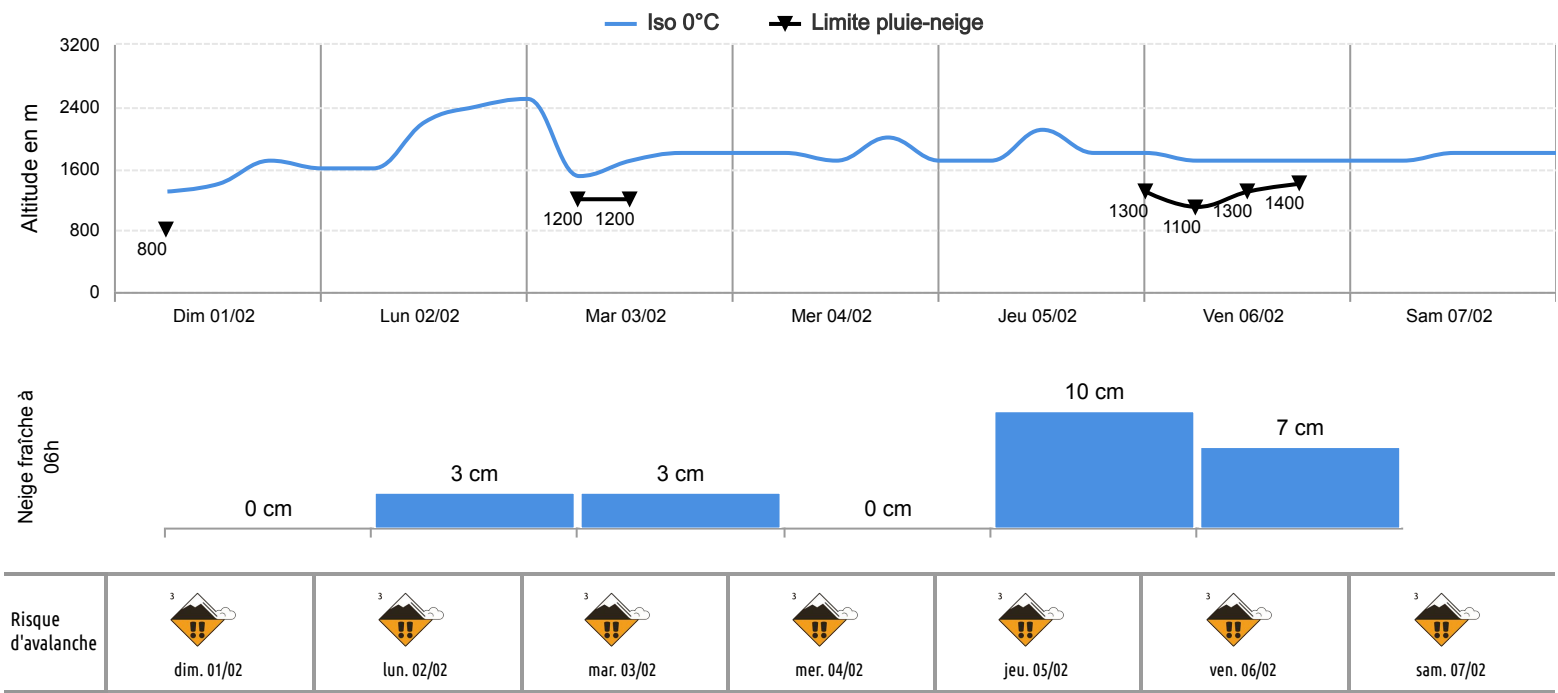 Iso 0°C Limite pluie-neige
Altitude en m
3200
2400
1600
800
0
800
1200 1200
1300 1100 1300 1400
Dim 01/02 Lun 02/02 Mar 03/02 Mer 04/02 Jeu 05/02 Ven 06/02 Sam 07/02
Neige fraîche à
06h
0 cm 3 cm 3 cm 0 cm 10 cm 7 cm
Risque
d'avalanche
3 3 3 3 3 3 3
dim. 01/02 lun. 02/02 mar. 03/02 mer. 04/02 jeu. 05/02 ven. 06/02 sam. 07/02